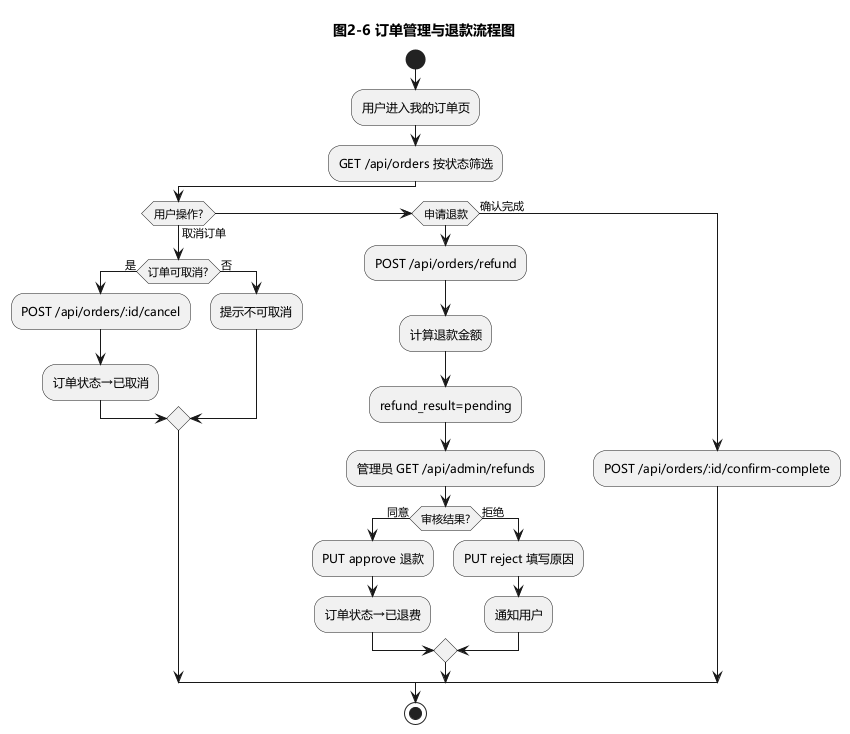 图2-6 订单管理与退款流程图
用户进入我的订单页
GET /api/orders 按状态筛选
用户操作?
取消订单
申请退款
确认完成
订单可取消?
是
否
POST /api/orders/:id/cancel
提示不可取消
订单状态→已取消
POST /api/orders/refund
计算退款金额
refund_result=pending
管理员 GET /api/admin/refunds
审核结果?
同意
拒绝
PUT approve 退款
PUT reject 填写原因
订单状态→已退费
通知用户
POST /api/orders/:id/confirm-complete